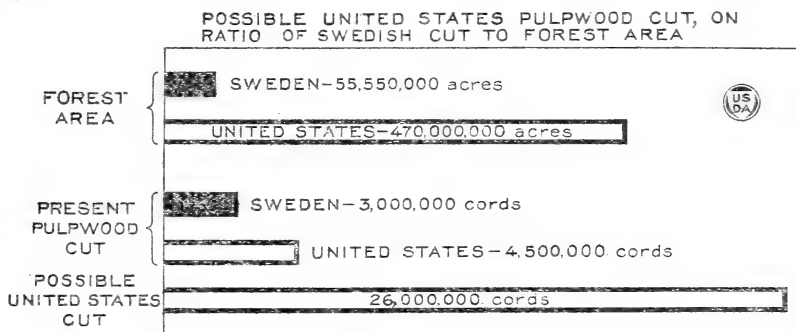 POSSIBLE UNITED STATES PULPWOOD CUT, ON
RATIO OF SWEDISH CUT TO FOREST AREA
FOREST
AREA
SWEDEN—55,550,000 acres
US
DA
UNITED STATES—470,000,000 acres
PRESENT
PULPWOOD
CUT
SWEDEN—3,000,000 cords
UNITED STATES—4,500,000 cords
POSSIBLE
UNITED STATES
CUT
26,000,000 cords